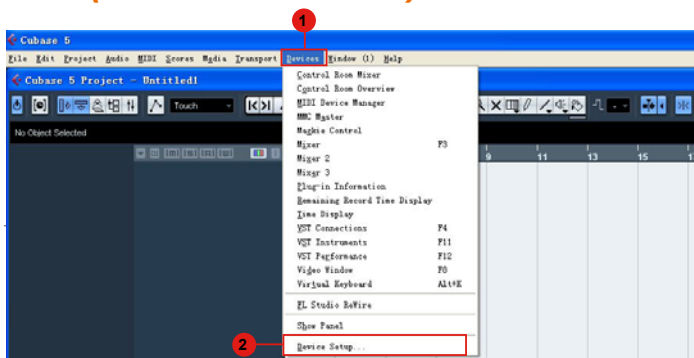 1
Cubase 5
File Edit Project Audio MIDI Scores Media Transport Devices Window (1) Help
Cubase 5 Project - Untitled1
Touch
No Object Selected
9 11 13 15
Control Room Mixer
Control Room Overview
MIDI Device Manager
MMC Master
Mackie Control
Mixer F3
Mixer 2
Mixer 3
Plug-in Information
Remaining Record Time Display
Time Display
VST Connections F4
VST Instruments F11
VST Performance F12
Video Window F8
Virtual Keyboard Alt+K
FL Studio ReWire
Show Panel
2
Device Setup...